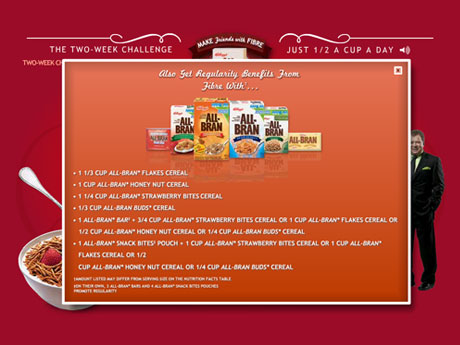 MAKE Friends with FIBRE
THE TWO-WEEK CHALLENGE
JUST 1/2 A CUP A DAY
TWO-WEEK CH
Also Get Regularity Benefits From
Fibre With¹...
ALL-BRAN
ALL-BRAN
ALL-BRAN
ALL-BRAN
ALL-BRAN
• 1 1/3 CUP ALL-BRAN* FLAKES CEREAL
• 1 CUP ALL-BRAN* HONEY NUT CEREAL
• 1 1/4 CUP ALL-BRAN* STRAWBERRY BITES CEREAL
• 1/3 CUP ALL-BRAN BUDS* CEREAL
• 1 ALL-BRAN* BAR² + 3/4 CUP ALL-BRAN* STRAWBERRY BITES CEREAL OR 1 CUP ALL-BRAN* FLAKES CEREAL OR
1/2 CUP ALL-BRAN* HONEY NUT CEREAL OR 1/4 CUP ALL-BRAN BUDS* CEREAL
• 1 ALL-BRAN* SNACK BITES² POUCH + 1 CUP ALL-BRAN* STRAWBERRY BITES CEREAL OR 1 CUP ALL-BRAN*
FLAKES CEREAL OR 1/2
CUP ALL-BRAN* HONEY NUT CEREAL OR 1/4 CUP ALL-BRAN BUDS* CEREAL
AMOUNT LISTED MAY DIFFER FROM SERVING SIZE ON THE NUTRITION FACTS TABLE
ON THEIR OWN, 3 ALL-BRAN* BARS AND 4 ALL-BRAN* SNACK BITES POUCHES
PROMOTE REGULARITY